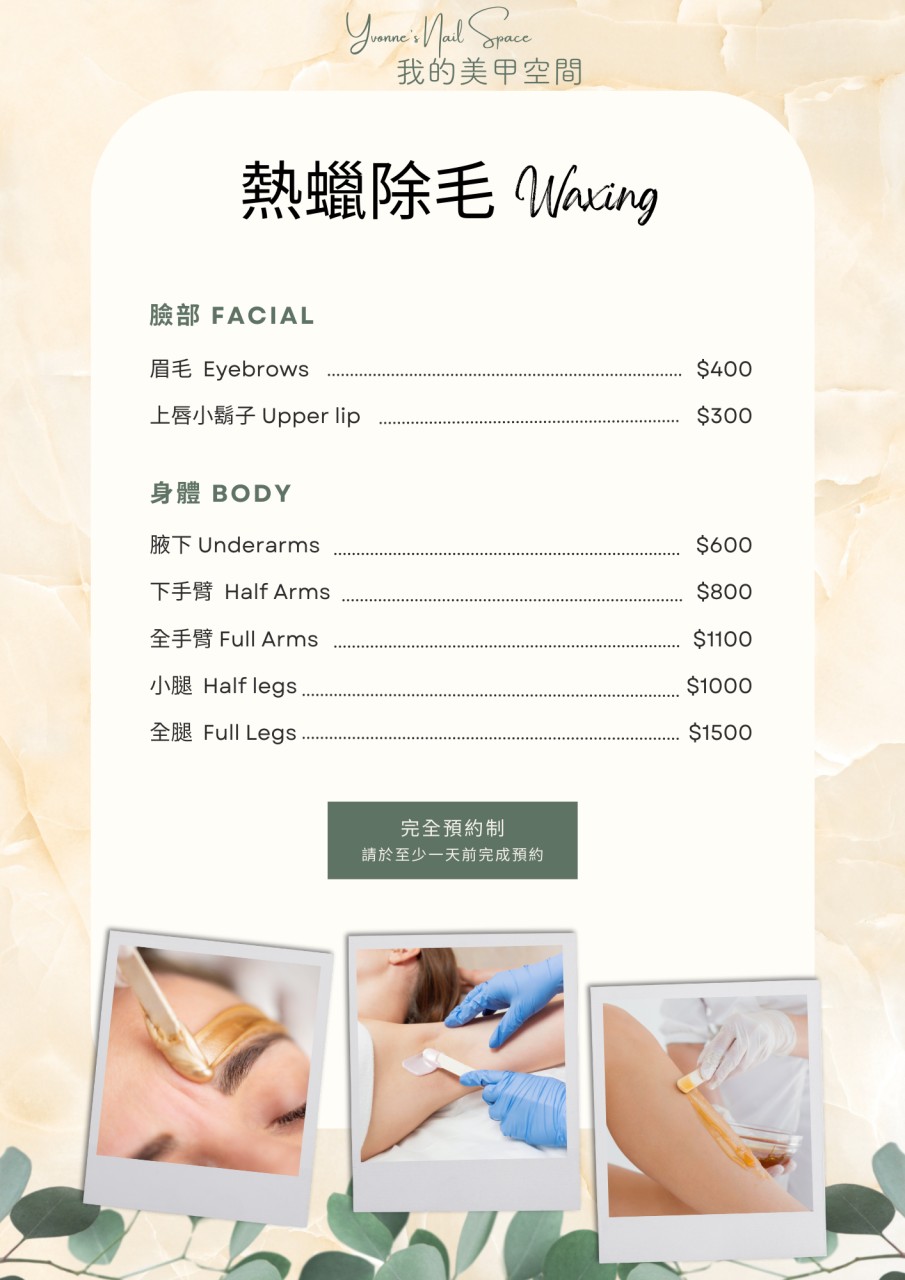 Yvonne's Nail Space
我的美甲空間
熱蠟除毛 Waxing
臉部 FACIAL
眉毛 Eyebrows $400
上唇小鬍子 Upper lip $300
身體 BODY
腋下 Underarms $600
下手臂 Half Arms $800
全手臂 Full Arms $1100
小腿 Half legs $1000
全腿 Full Legs $1500
完全預約制
請於至少一天前完成預約